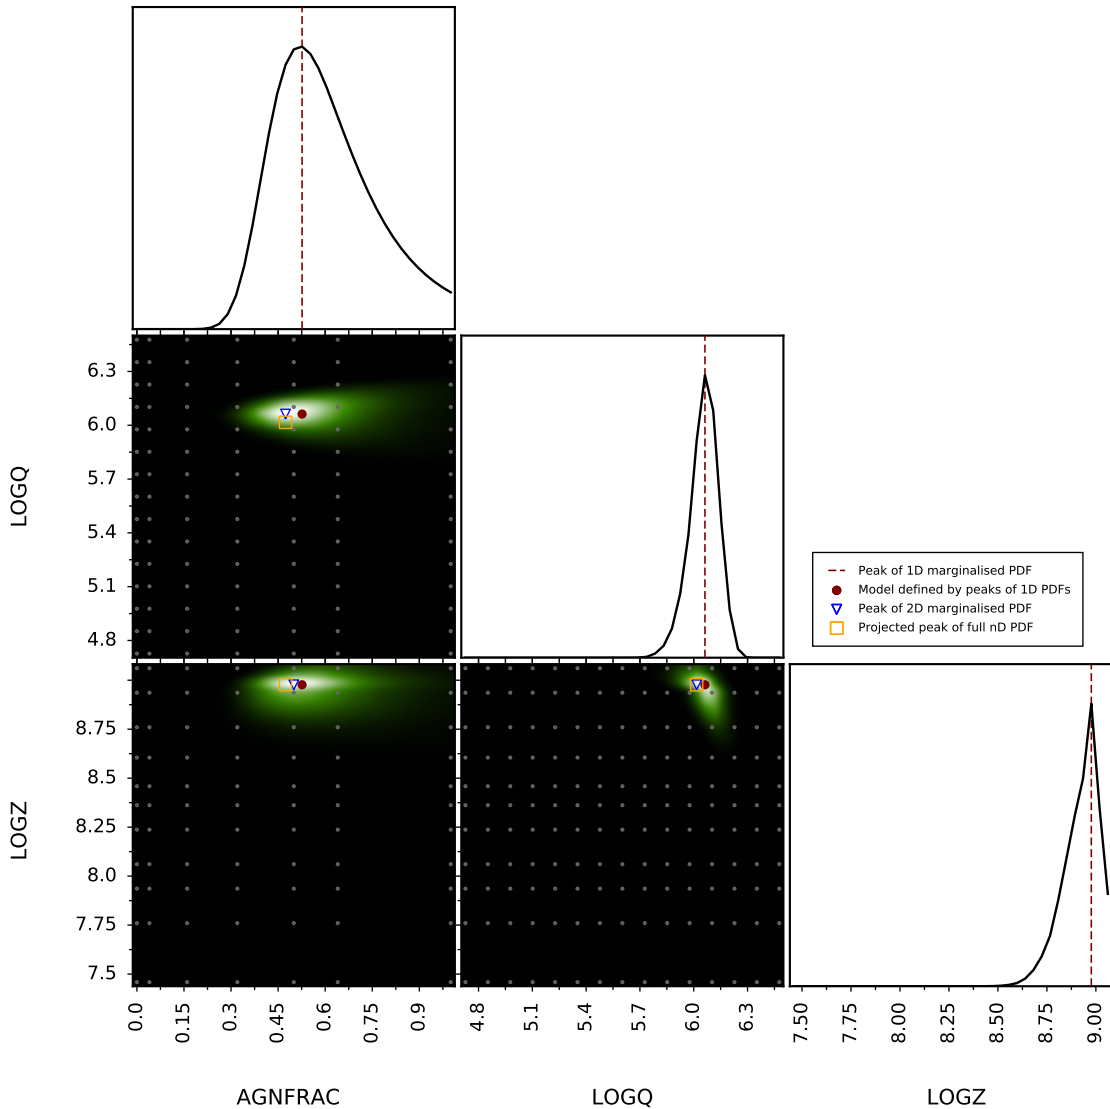 6.3
6.0
5.7
5.4
5.1
4.8
LOGQ
Peak of 1D marginalised PDF
Model defined by peaks of 1D PDFs
Peak of 2D marginalised PDF
Projected peak of full nD PDF
8.75
8.5
8.25
8.0
7.75
7.5
LOGZ
0.0 0.15 0.3 0.45 0.6 0.75 0.9
4.8 5.1 5.4 5.7 6.0 6.3
7.50 7.75 8.00 8.25 8.50 8.75 9.00
AGNFRAC LOGQ LOGZ